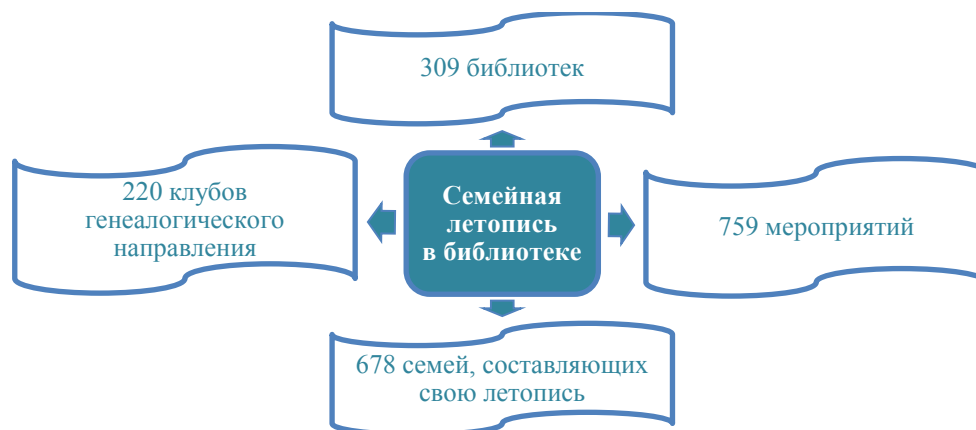 309 библиотек
220 клубов
генеалогического
направления
Семейная
летопись
в библиотеке
759 мероприятий
678 семей, составляющих
свою летопись